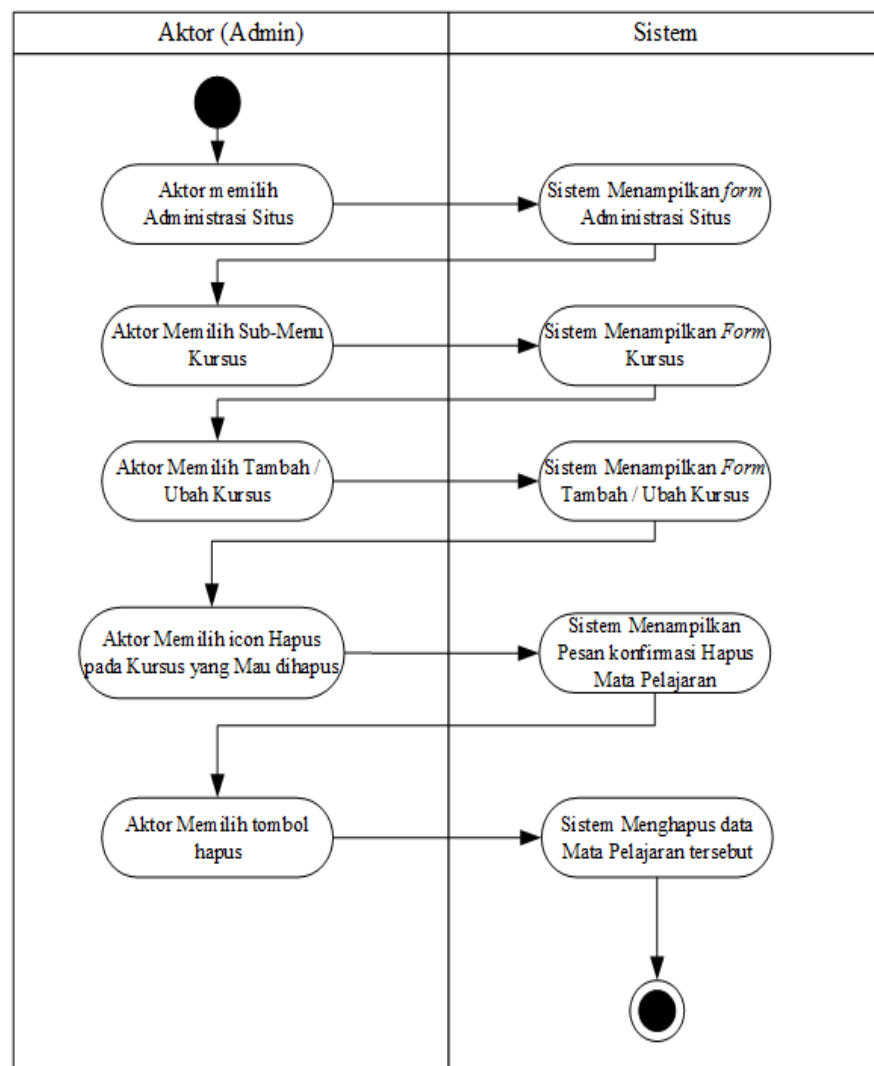 Aktor (Admin)
Sistem
Aktor memilih
Administrasi Situs
Sistem Menampilkan form
Administrasi Situs
Aktor Memilih Sub-Menu
Kursus
Sistem Menampilkan Form
Kursus
Aktor Memilih Tambah /
Ubah Kursus
Sistem Menampilkan Form
Tambah / Ubah Kursus
Aktor Memilih icon Hapus
pada Kursus yang Mau dihapus
Sistem Menampilkan
Pesan konfirmasi Hapus
Mata Pelajaran
Aktor Memilih tombol
hapus
Sistem Menghapus data
Mata Pelajaran tersebut